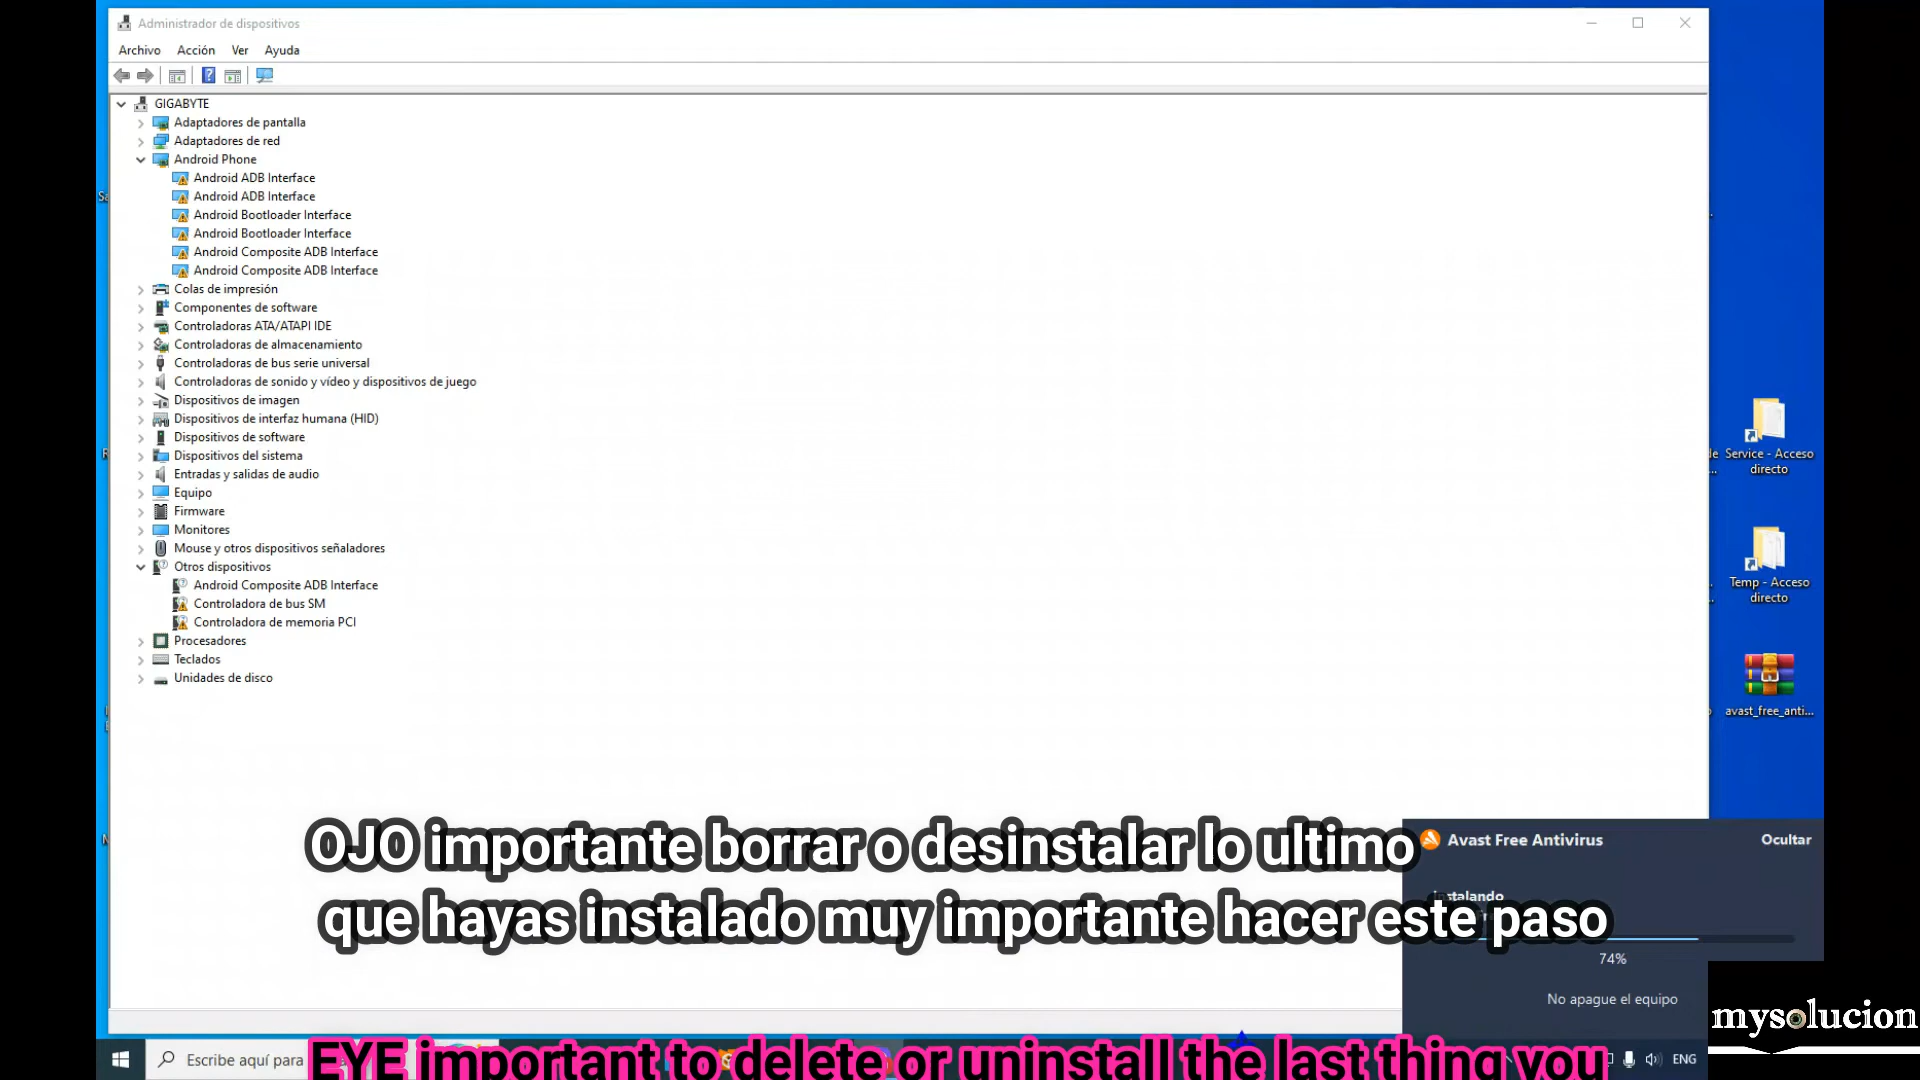 Administrador de dispositivos
Archivo Acción Ver Ayuda
GIGABYTE
Adaptadores de pantalla
Adaptadores de red
Android Phone
Android ADB Interface
Android ADB Interface
Android Bootloader Interface
Android Bootloader Interface
Android Composite ADB Interface
Android Composite ADB Interface
Colas de impresión
Componentes de software
Controladoras ATA/ATAPI IDE
Controladoras de almacenamiento
Controladoras de bus serie universal
Controladoras de sonido y vídeo y dispositivos de juego
Dispositivos de imagen
Dispositivos de interfaz humana (HID)
Dispositivos de software
Dispositivos del sistema
Entradas y salidas de audio
Equipo
Firmware
Monitores
Mouse y otros dispositivos señaladores
Otros dispositivos
Android Composite ADB Interface
Controladora de bus SM
Controladora de memoria PCI
Procesadores
Teclados
Unidades de disco
Service - Acceso
directo
Temp - Acceso
directo
avast_free_anti...
OJO importante borrar o desinstalar lo ultimo
que hayas instalado muy importante hacer este paso
Avast Free Antivirus Ocultar
instalando
74%
No apague el equipo
mysolucion
Escribe aquí para
EYE important to delete or uninstall the last thing you
ENG